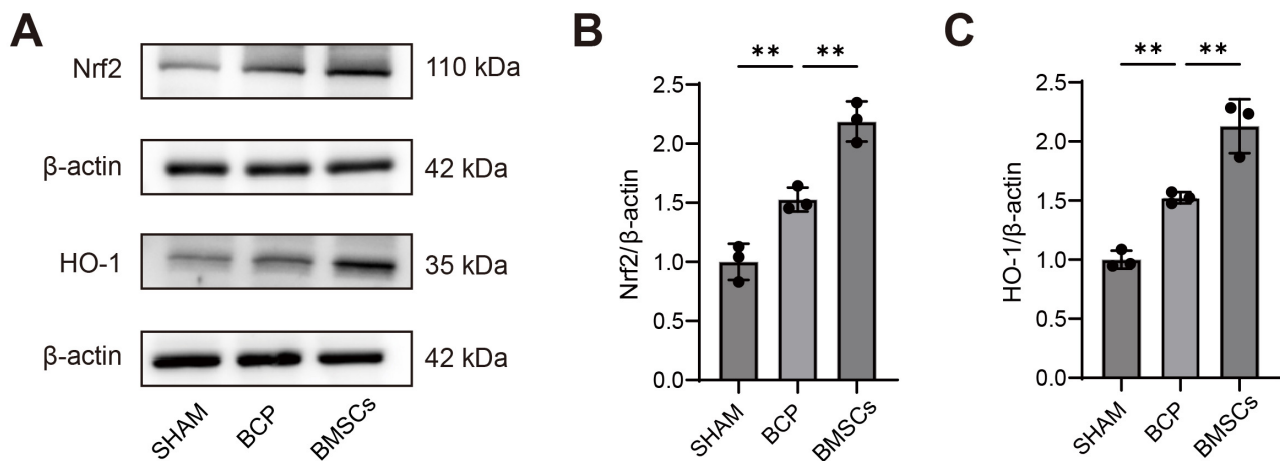 A
Nrf2
110 kDa
β-actin
42 kDa
HO-1
35 kDa
β-actin
42 kDa
SHAM
BCP
BMSCs
B
** **
Nrf2/β-actin
2.5
2.0
1.5
1.0
0.5
0.0
SHAM
BCP
BMSCs
C
** **
HO-1/β-actin
2.5
2.0
1.5
1.0
0.5
0.0
SHAM
BCP
BMSCs